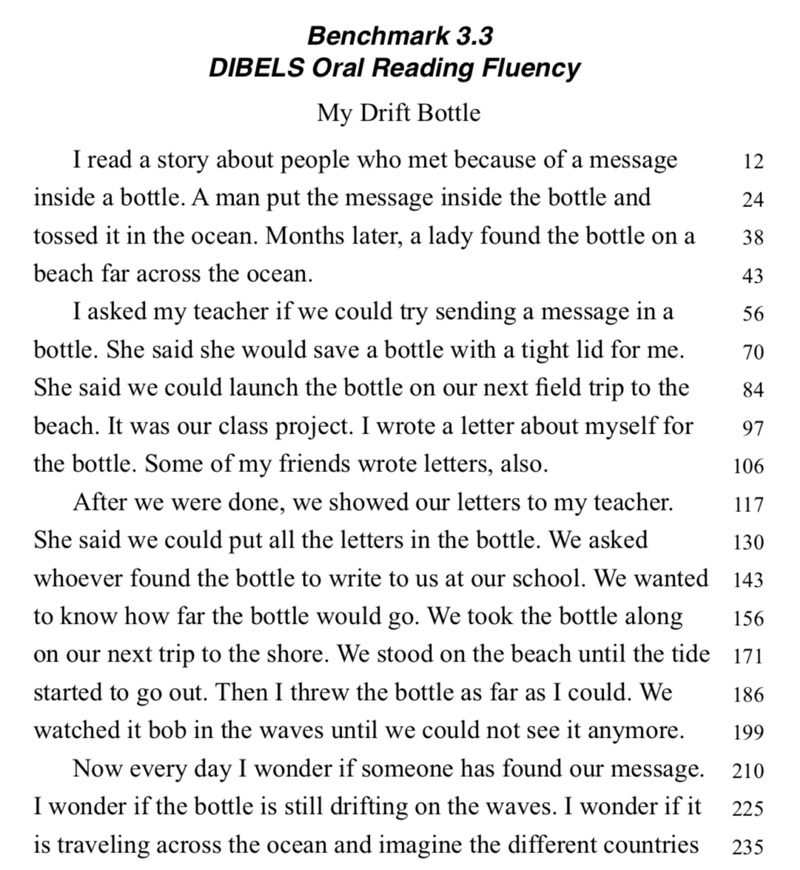 Benchmark 3.3
DIBELS Oral Reading Fluency
My Drift Bottle
I read a story about people who met because of a message 12
inside a bottle. A man put the message inside the bottle and 24
tossed it in the ocean. Months later, a lady found the bottle on a 38
beach far across the ocean. 43
I asked my teacher if we could try sending a message in a 56
bottle. She said she would save a bottle with a tight lid for me. 70
She said we could launch the bottle on our next field trip to the 84
beach. It was our class project. I wrote a letter about myself for 97
the bottle. Some of my friends wrote letters, also. 106
After we were done, we showed our letters to my teacher. 117
She said we could put all the letters in the bottle. We asked 130
whoever found the bottle to write to us at our school. We wanted 143
to know how far the bottle would go. We took the bottle along 156
on our next trip to the shore. We stood on the beach until the tide 171
started to go out. Then I threw the bottle as far as I could. We 186
watched it bob in the waves until we could not see it anymore. 199
Now every day I wonder if someone has found our message. 210
I wonder if the bottle is still drifting on the waves. I wonder if it 225
is traveling across the ocean and imagine the different countries 235